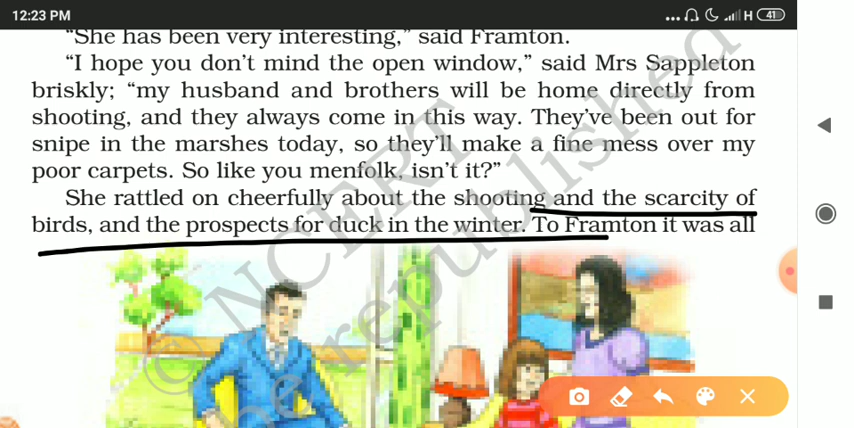 12:23 PM
... H 41
“She has been very interesting,” said Framton.
“I hope you don’t mind the open window,” said Mrs Sappleton
briskly; “my husband and brothers will be home directly from
shooting, and they always come in this way. They’ve been out for
snipe in the marshes today, so they’ll make a fine mess over my
poor carpets. So like you menfolk, isn’t it?”
She rattled on cheerfully about the shooting and the scarcity of
birds, and the prospects for duck in the winter. To Framton it was all
© NCERT
be republished